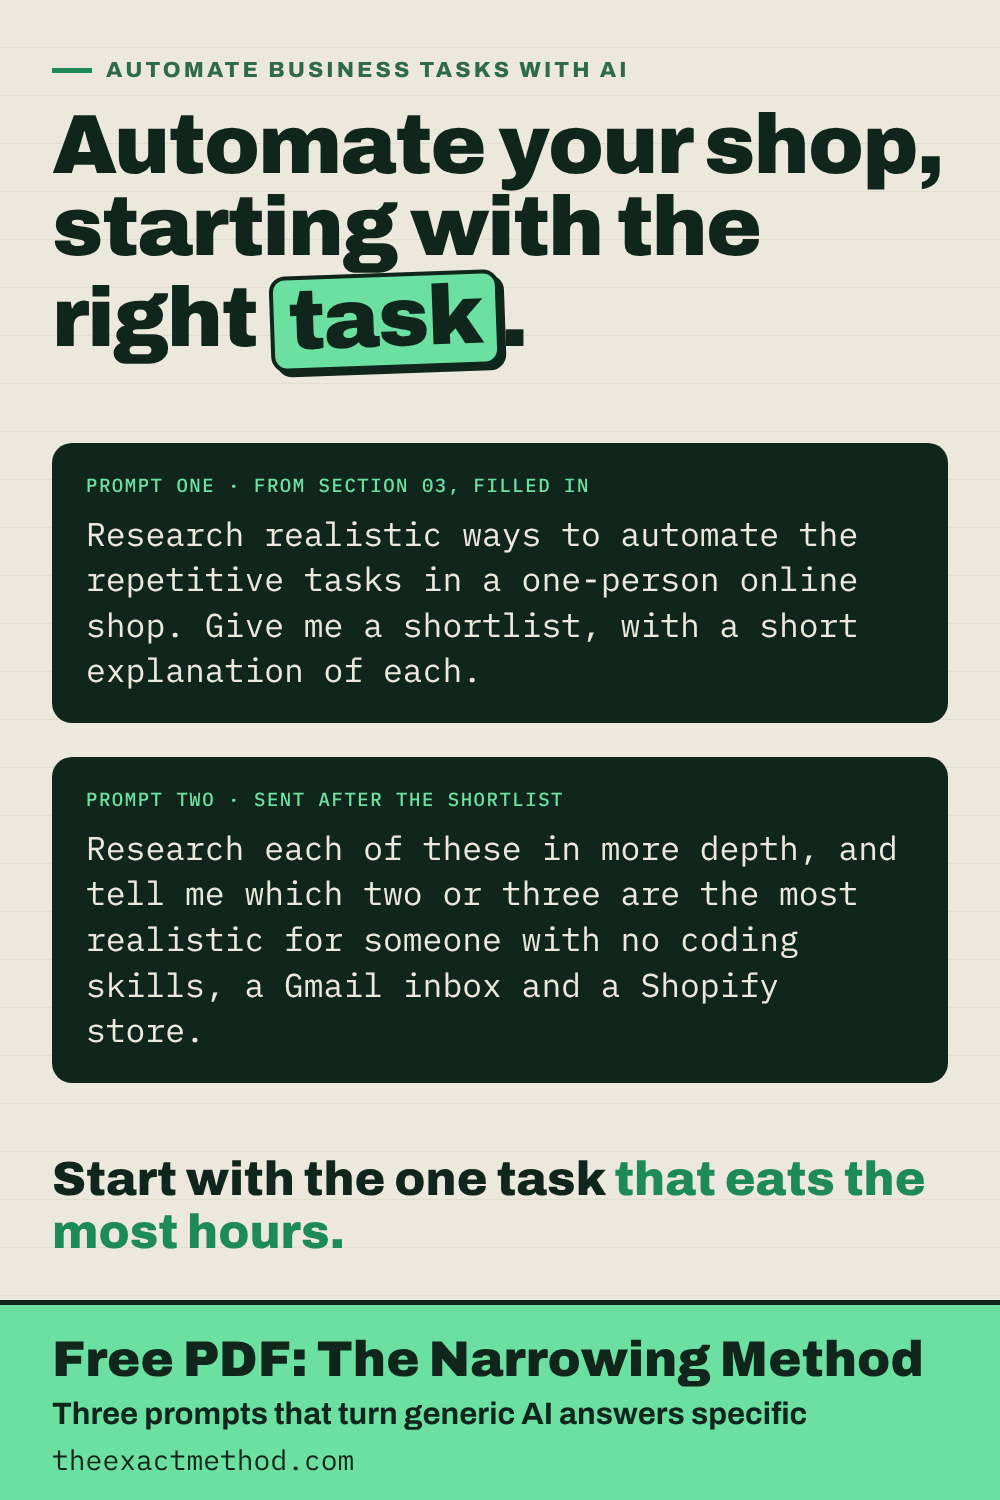 AUTOMATE BUSINESS TASKS WITH AI
Automate your shop,
starting with the
right task.
PROMPT ONE · FROM SECTION 03, FILLED IN
Research realistic ways to automate the
repetitive tasks in a one-person online
shop. Give me a shortlist, with a short
explanation of each.
PROMPT TWO · SENT AFTER THE SHORTLIST
Research each of these in more depth, and
tell me which two or three are the most
realistic for someone with no coding
skills, a Gmail inbox and a Shopify
store.
Start with the one task that eats the
most hours.
Free PDF: The Narrowing Method
Three prompts that turn generic AI answers specific
theexactmethod.com